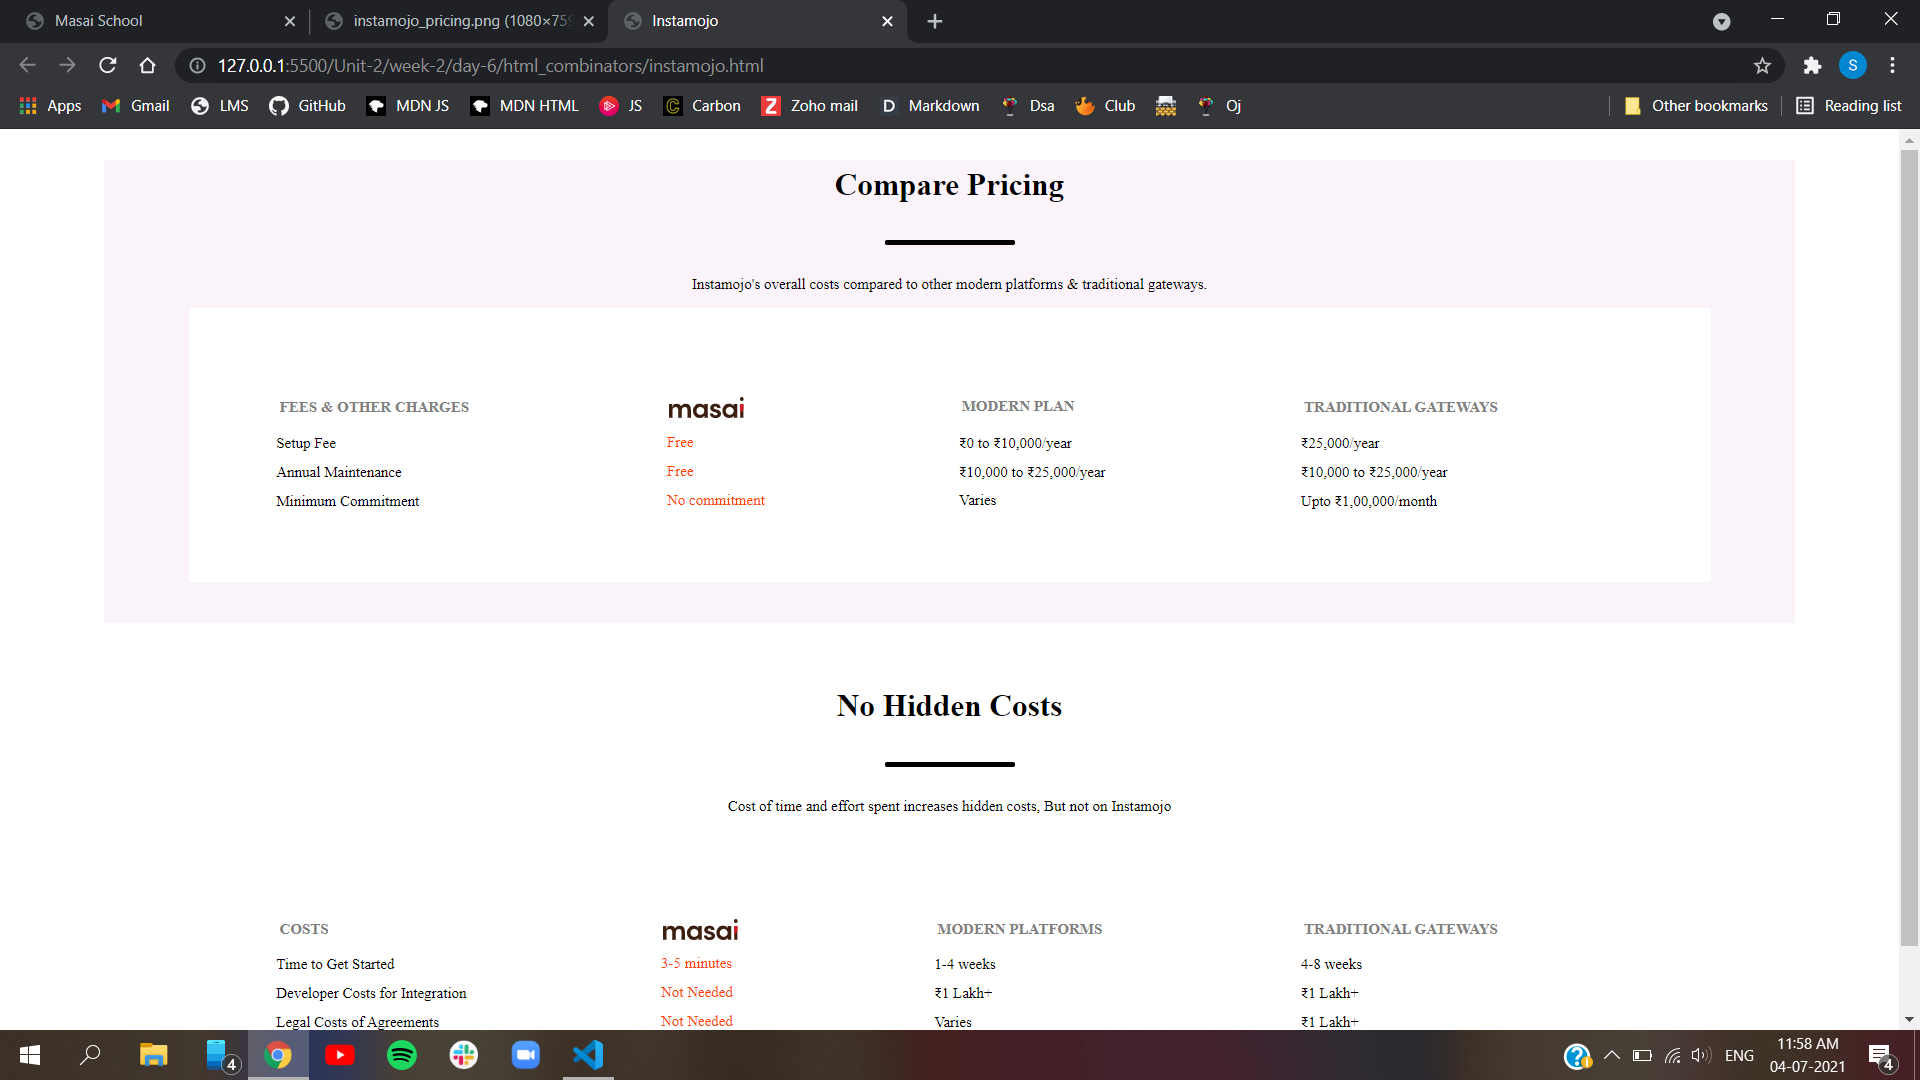 Masai School
instamojo_pricing.png (1080×759
Instamojo
127.0.0.1:5500/Unit-2/week-2/day-6/html_combinators/instamojo.html
S
Apps Gmail LMS GitHub MDN JS MDN HTML JS Carbon Zoho mail Markdown Dsa Club Oj Other bookmarks Reading list
Compare Pricing
Instamojo's overall costs compared to other modern platforms & traditional gateways.
FEES & OTHER CHARGES masai MODERN PLAN TRADITIONAL GATEWAYS
Setup Fee Free ₹0 to ₹10,000/year ₹25,000/year
Annual Maintenance Free ₹10,000 to ₹25,000/year ₹10,000 to ₹25,000/year
Minimum Commitment No commitment Varies Upto ₹1,00,000/month
No Hidden Costs
Cost of time and effort spent increases hidden costs, But not on Instamojo
COSTS masai MODERN PLATFORMS TRADITIONAL GATEWAYS
Time to Get Started 3-5 minutes 1-4 weeks 4-8 weeks
Developer Costs for Integration Not Needed ₹1 Lakh+ ₹1 Lakh+
Legal Costs of Agreements Not Needed Varies ₹1 Lakh+
4
ENG
11:58 AM
04-07-2021
4